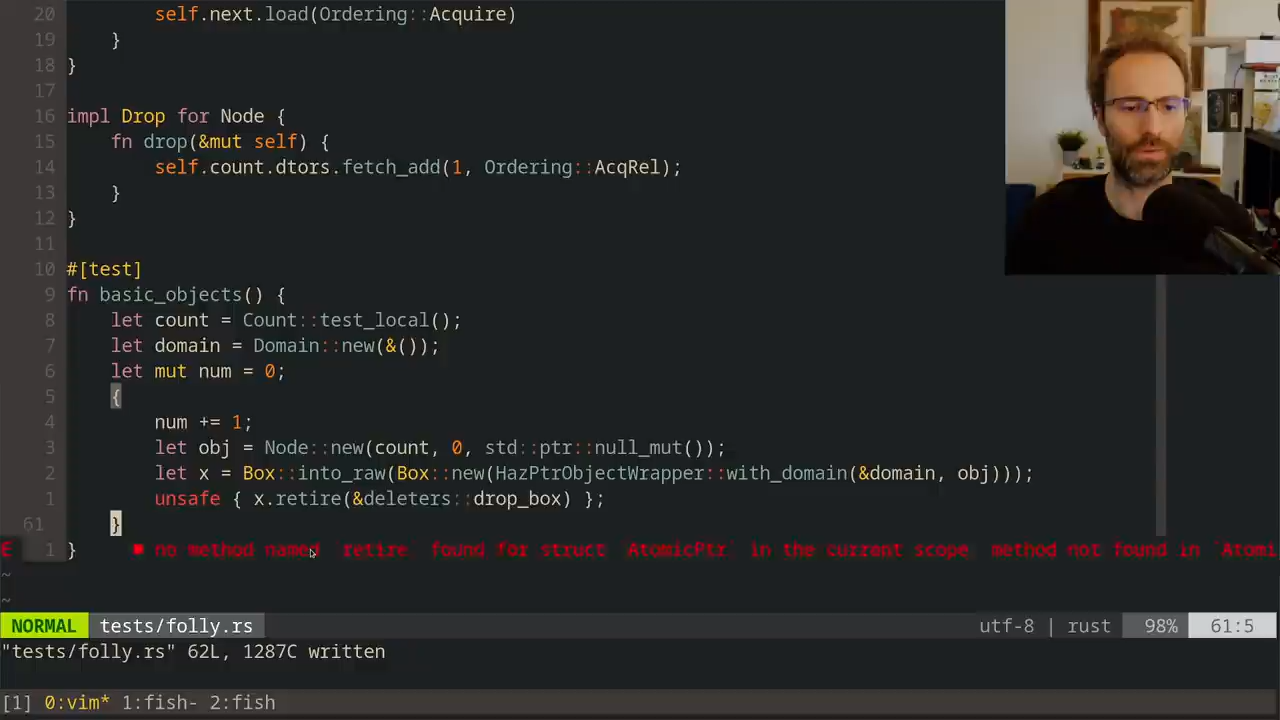 20 self.next.load(Ordering::Acquire)
19 }
18 }
17
16 impl Drop for Node {
15 fn drop(&mut self) {
14 self.count.dtors.fetch_add(1, Ordering::AcqRel);
13 }
12 }
11
10 #[test]
9 fn basic_objects() {
8 let count = Count::test_local();
7 let domain = Domain::new(&());
6 let mut num = 0;
5 {
4 num += 1;
3 let obj = Node::new(count, 0, std::ptr::null_mut());
2 let x = Box::into_raw(Box::new(HazPtrObjectWrapper::with_domain(&domain, obj)));
1 unsafe { x.retire(&deleters::drop_box) };
61 }
E 1 } ■ no method named `retire` found for struct `AtomicPtr` in the current scope method not found in `Atomi
~
~
NORMAL tests/folly.rs utf-8 | rust 98% 61:5
"tests/folly.rs" 62L, 1287C written
[1] 0:vim* 1:fish- 2:fish